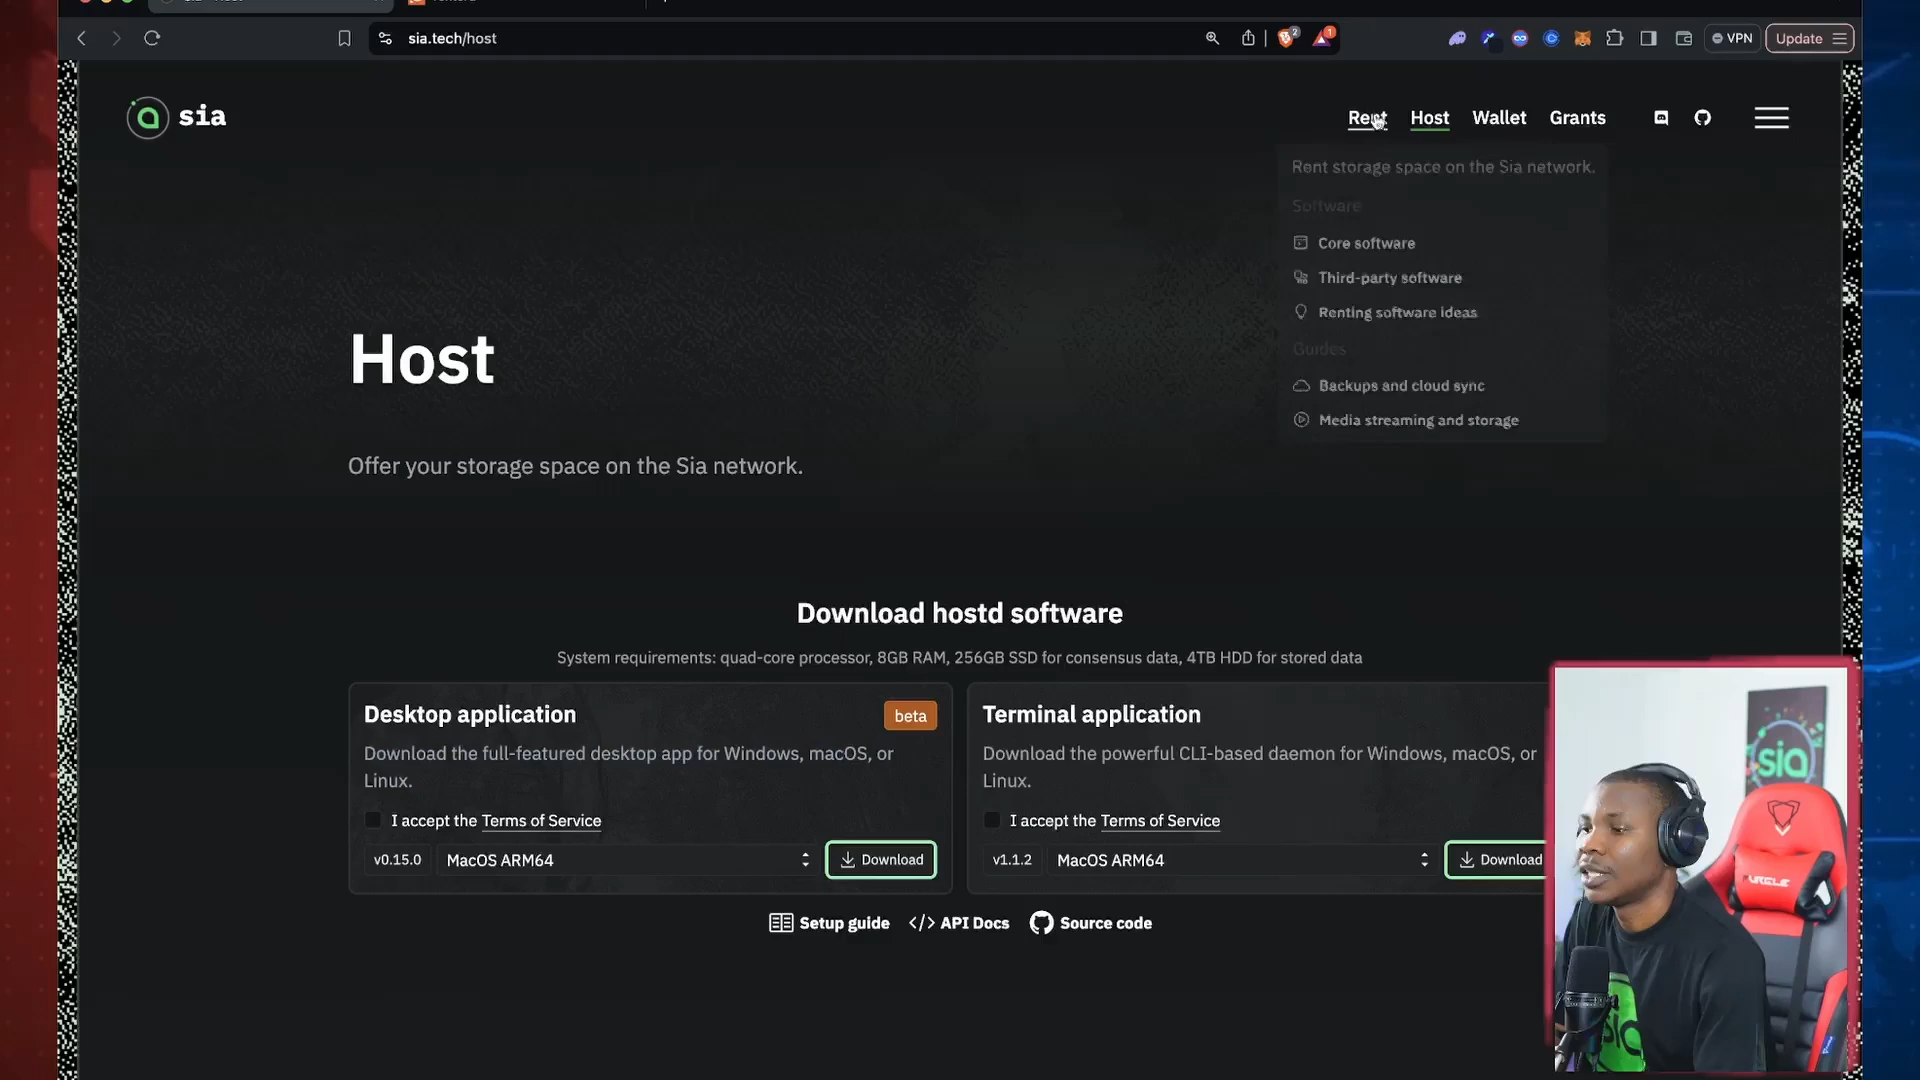 sia.tech/host
2
1
VPN
Update
sia
Rent
Host
Wallet
Grants
Rent storage space on the Sia network.
Software
Core software
Third-party software
Renting software ideas
Guides
Backups and cloud sync
Media streaming and storage
Host
Offer your storage space on the Sia network.
Download hostd software
System requirements: quad-core processor, 8GB RAM, 256GB SSD for consensus data, 4TB HDD for stored data
Desktop application
beta
Download the full-featured desktop app for Windows, macOS, or
Linux.
I accept the Terms of Service
v0.15.0
MacOS ARM64
Download
Terminal application
Download the powerful CLI-based daemon for Windows, macOS, or
Linux.
I accept the Terms of Service
v1.1.2
MacOS ARM64
Download
Setup guide
</> API Docs
Source code
sia
sia